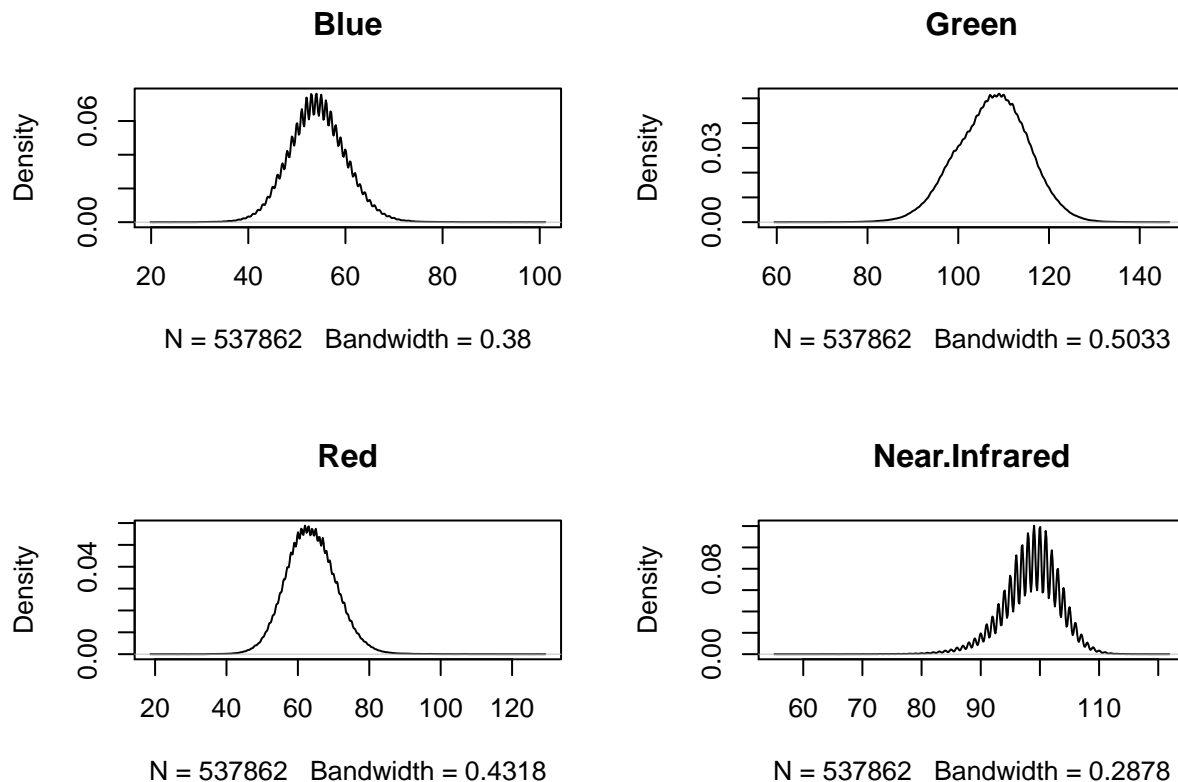 Blue
Density
0.00 0.06
20 40 60 80 100
N = 537862 Bandwidth = 0.38
Green
Density
0.00 0.03
60 80 100 120 140
N = 537862 Bandwidth = 0.5033
Red
Density
0.00 0.04
20 40 60 80 100 120
N = 537862 Bandwidth = 0.4318
Near.Infrared
Density
0.00 0.08
60 70 80 90 110
N = 537862 Bandwidth = 0.2878